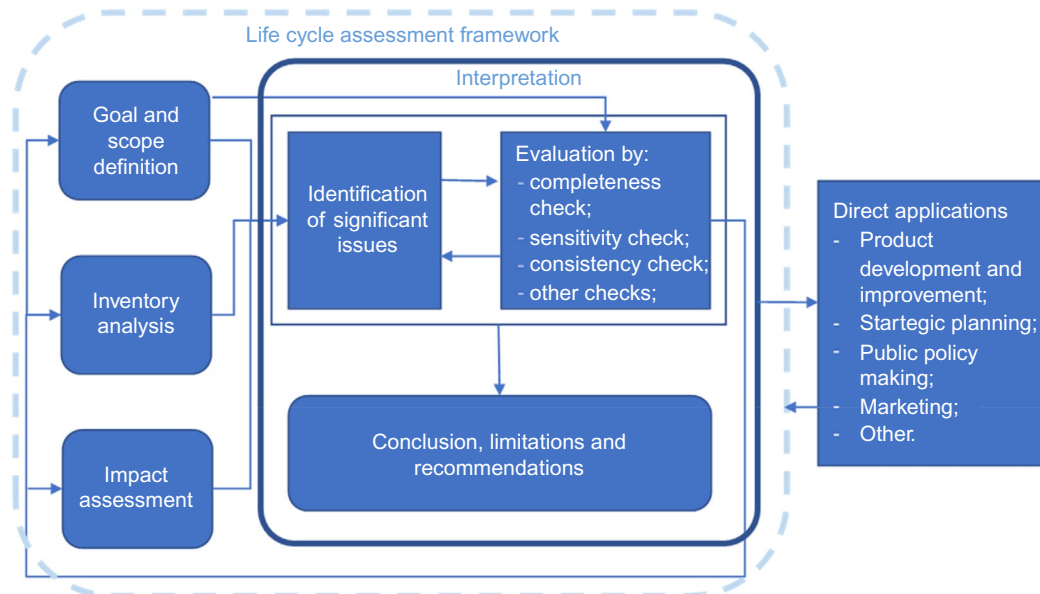 Life cycle assessment framework
Interpretation
Goal and
scope
definition
Inventory
analysis
Impact
assessment
Identification
of significant
issues
Evaluation by:
- completeness
check;
- sensitivity check;
- consistency check;
- other checks;
Conclusion, limitations and
recommendations
Direct applications
- Product
development and
improvement;
- Startegic planning;
- Public policy
making;
- Marketing;
- Other.